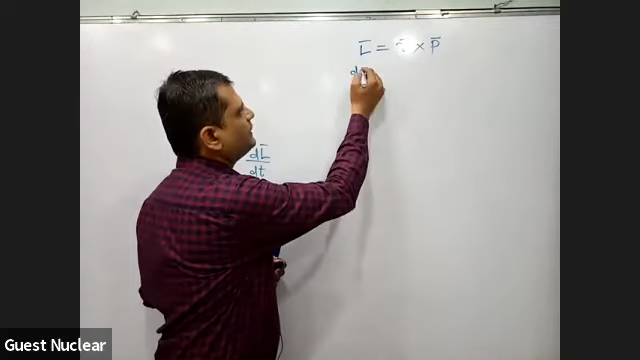 L̄ = × P̄
d
dL̄
dt
Guest Nuclear